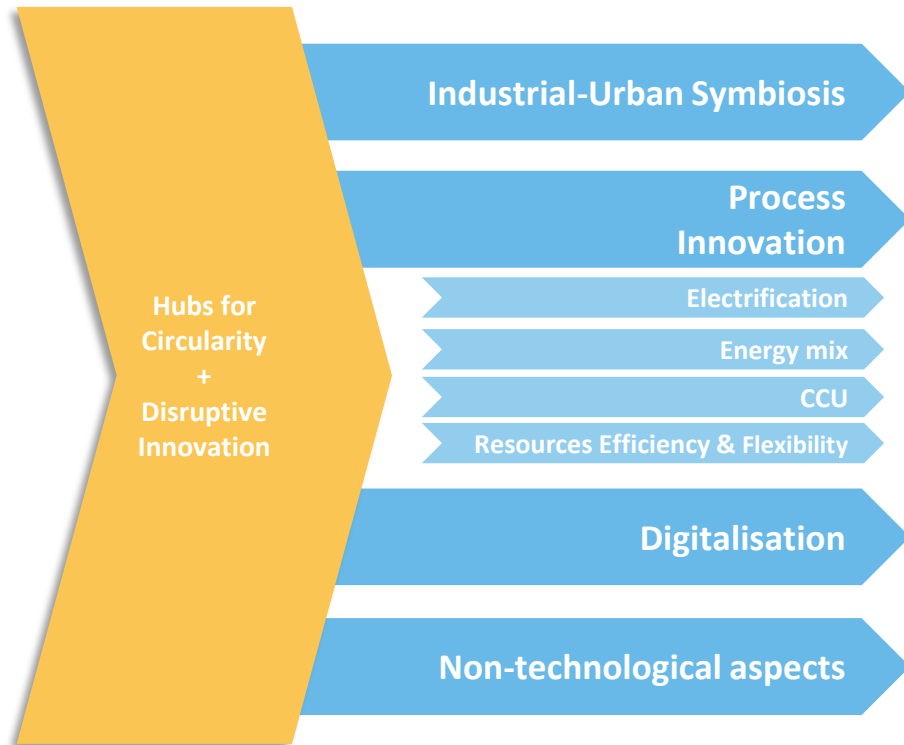 Hubs for
Circularity
+
Disruptive
Innovation
Industrial-Urban Symbiosis
Process
Innovation
Electrification
Energy mix
CCU
Resources Efficiency & Flexibility
Digitalisation
Non-technological aspects